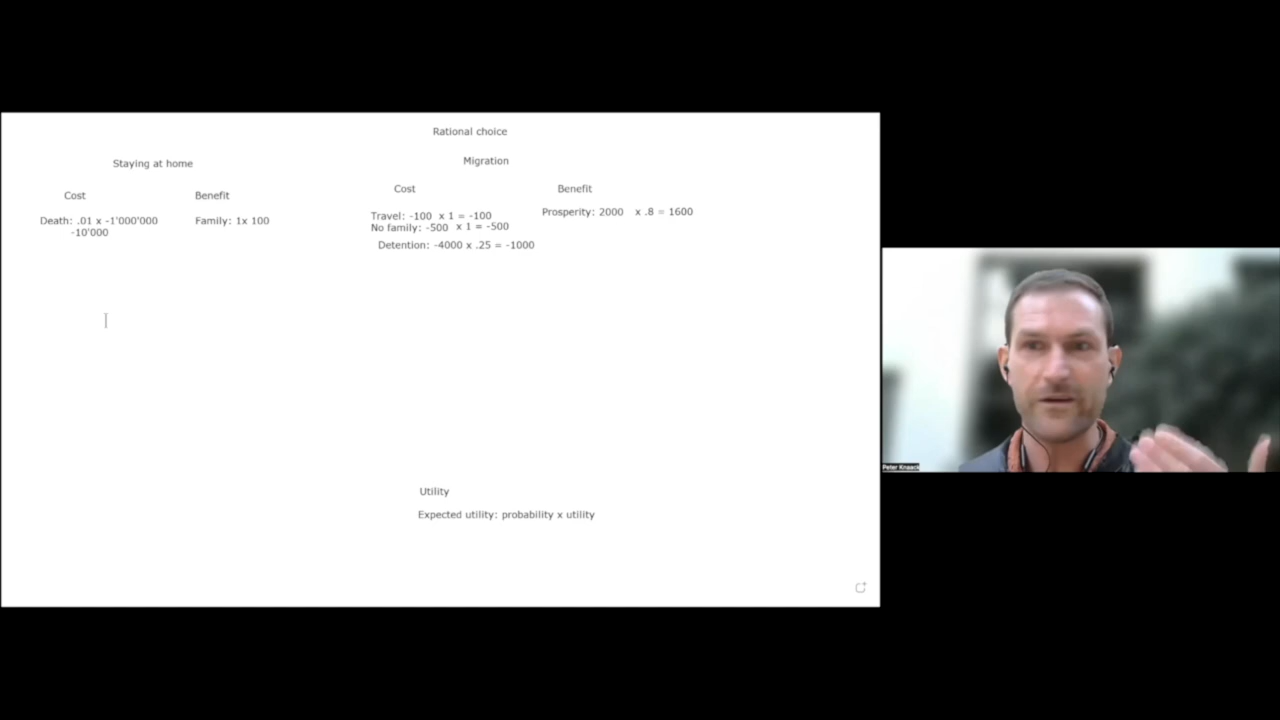 Rational choice
Staying at home
Migration
Cost
Benefit
Cost
Benefit
Death: .01 x -1'000'000
-10'000
Family: 1x 100
Travel: -100 x 1 = -100
No family: -500 x 1 = -500
Detention: -4000 x .25 = -1000
Prosperity: 2000 x .8 = 1600
Utility
Expected utility: probability x utility
Peter Knaack